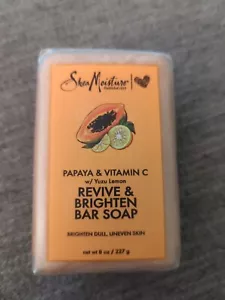 SheaMoisture
PAPAYA & VITAMIN C
w/ Yuzu Lemon
REVIVE &
BRIGHTEN
BAR SOAP
BRIGHTEN DULL, UNEVEN SKIN
net wt 8 oz / 227 g